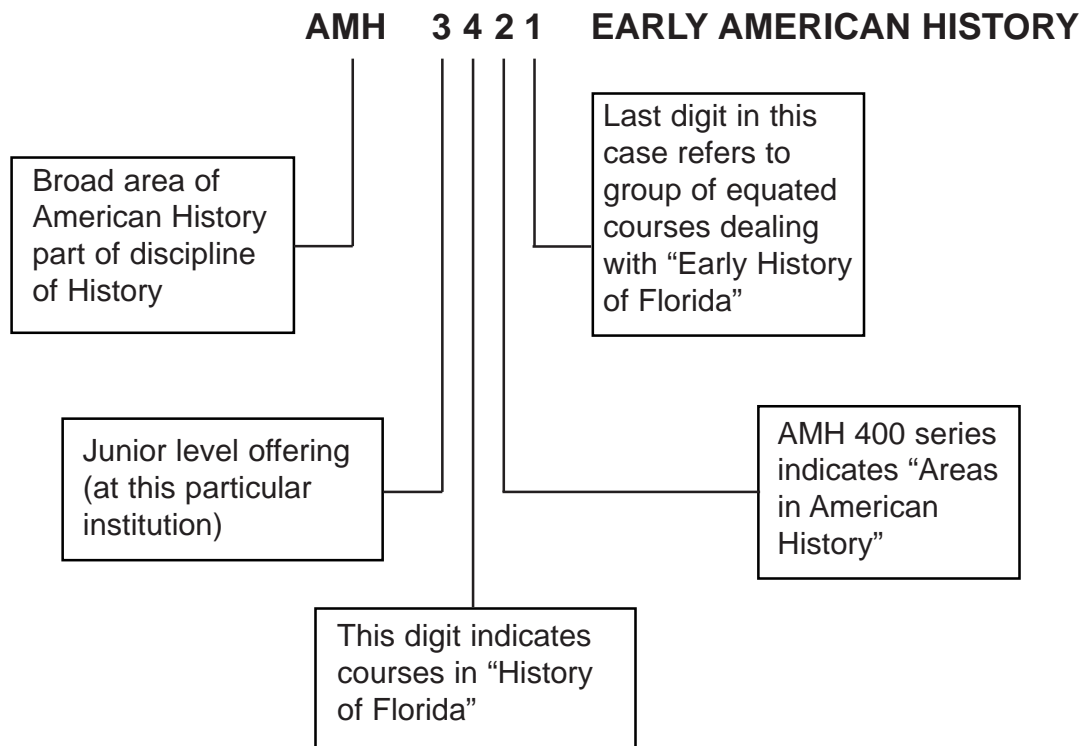 AMH 3 4 2 1 EARLY AMERICAN HISTORY
Last digit in this
case refers to
group of equated
courses dealing
with “Early History
of Florida”
Broad area of
American History
part of discipline
of History
Junior level offering
(at this particular
institution)
AMH 400 series
indicates “Areas
in American
History”
This digit indicates
courses in “History
of Florida”